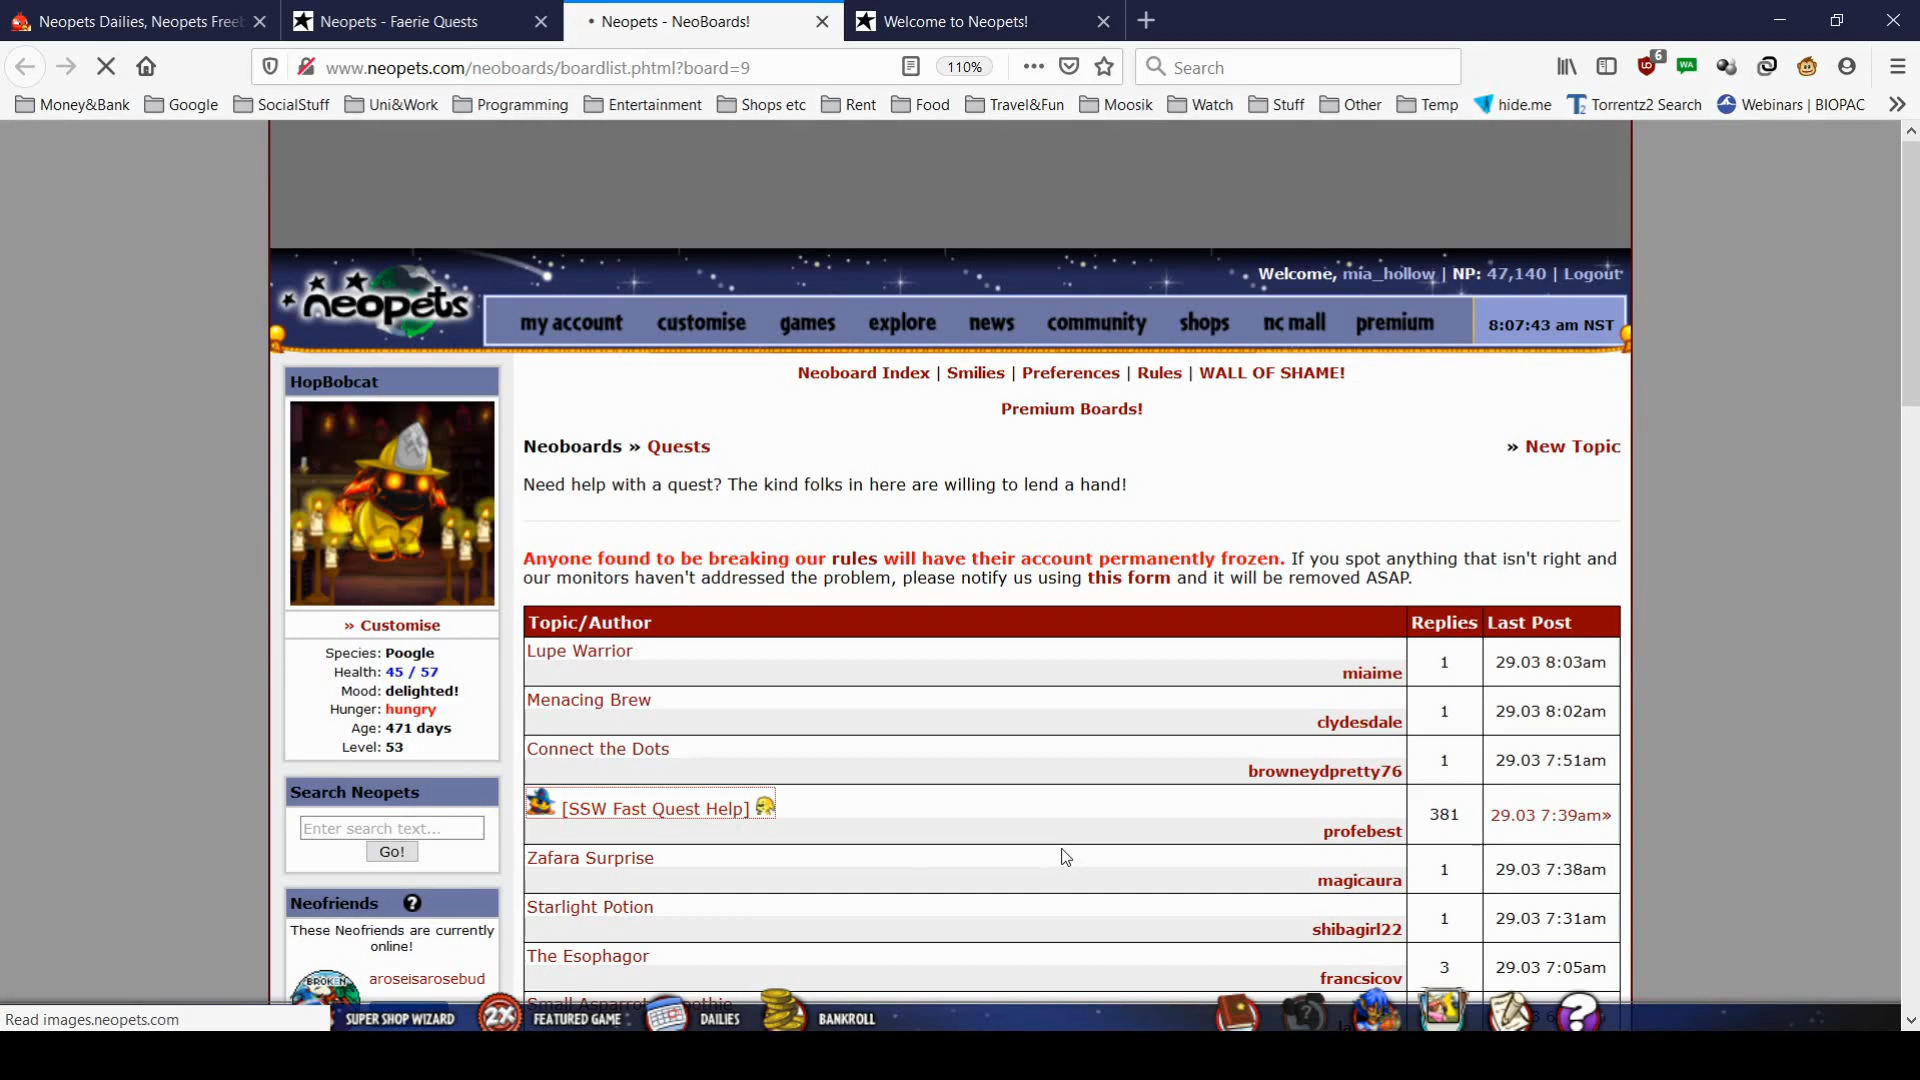 Neopets Dailies, Neopets Freeb
Neopets - Faerie Quests
Neopets - NeoBoards!
Welcome to Neopets!
www.neopets.com/neoboards/boardlist.phtml?board=9
110%
Search
6
WA
Money&Bank
Google
SocialStuff
Uni&Work
Programming
Entertainment
Shops etc
Rent
Food
Travel&Fun
Moosik
Watch
Stuff
Other
Temp
hide.me
Torrentz2 Search
Webinars | BIOPAC
neopets
Welcome, mia_hollow | NP: 47,140 | Logout
my account
customise
games
explore
news
community
shops
nc mall
premium
8:07:43 am NST
HopBobcat
» Customise
Species: Poogle
Health: 45 / 57
Mood: delighted!
Hunger: hungry
Age: 471 days
Level: 53
Search Neopets
Enter search text...
Go!
Neofriends
These Neofriends are currently
online!
BROKEN
aroseisarosebud
Neoboard Index | Smilies | Preferences | Rules | WALL OF SHAME!
Premium Boards!
Neoboards » Quests
» New Topic
Need help with a quest? The kind folks in here are willing to lend a hand!
Anyone found to be breaking our rules will have their account permanently frozen. If you spot anything that isn't right and
our monitors haven't addressed the problem, please notify us using this form and it will be removed ASAP.
Topic/Author Replies Last Post
Lupe Warrior
miaime
1
29.03 8:03am
Menacing Brew
clydesdale
1
29.03 8:02am
Connect the Dots
browneydpretty76
1
29.03 7:51am
[SSW Fast Quest Help]
profebest
381
29.03 7:39am»
Zafara Surprise
magicaura
1
29.03 7:38am
Starlight Potion
shibagirl22
1
29.03 7:31am
The Esophagor
francsicov
3
29.03 7:05am
Small Asparrot
Read images.neopets.com
SUPER SHOP WIZARD
2X
FEATURED GAME
DAILIES
BANKROLL